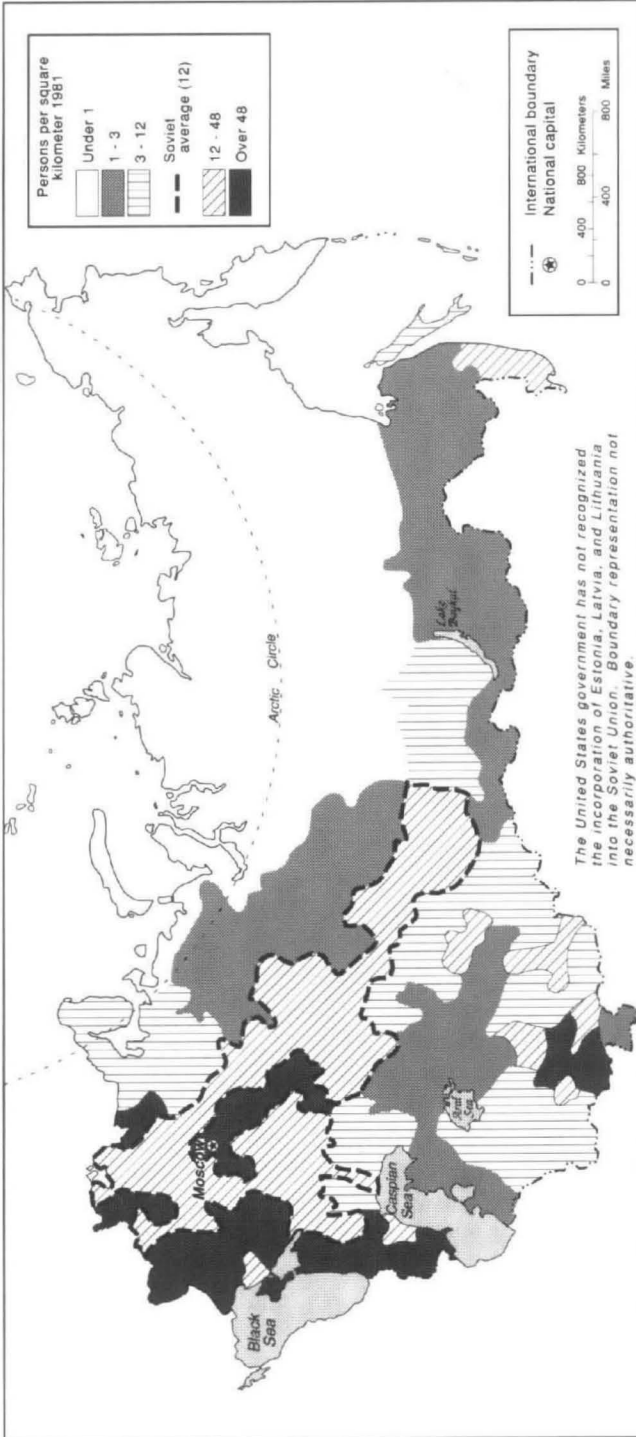 Persons per square
kilometer 1981
Under 1
1 - 3
3 - 12
Soviet
average (12)
12 - 48
Over 48
Arctic Circle
Moscow
Black
Sea
Caspian
Sea
Aral
Sea
Lake
Baykal
The United States government has not recognized
the incorporation of Estonia, Latvia, and Lithuania
into the Soviet Union. Boundary representation not
necessarily authoritative.
International boundary
National capital
0 400 800 Kilometers
0 400 800 Miles